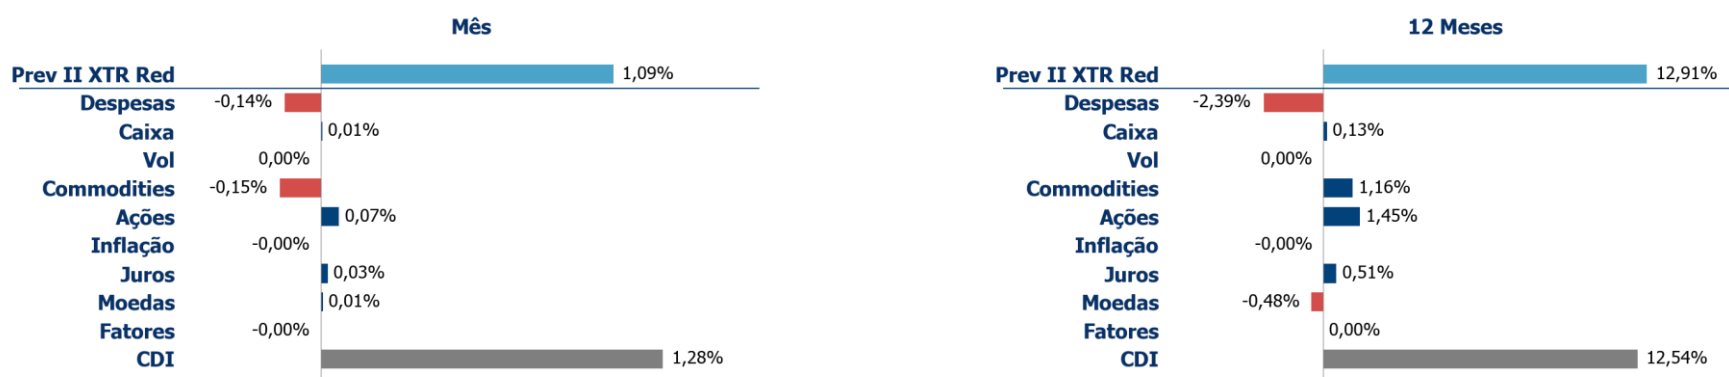 Mês
Prev II XTR Red 1,09%
Despesas -0,14%
Caixa 0,01%
Vol 0,00%
Commodities -0,15%
Ações 0,07%
Inflação -0,00%
Juros 0,03%
Moedas 0,01%
Fatores -0,00%
CDI 1,28%
12 Meses
Prev II XTR Red 12,91%
Despesas -2,39%
Caixa 0,13%
Vol 0,00%
Commodities 1,16%
Ações 1,45%
Inflação -0,00%
Juros 0,51%
Moedas -0,48%
Fatores 0,00%
CDI 12,54%